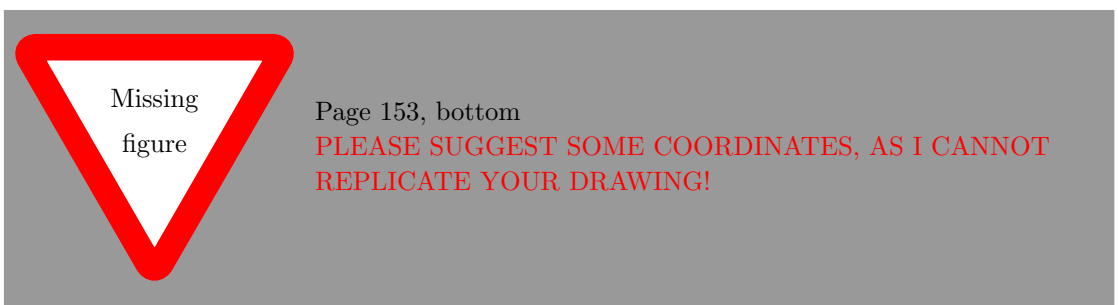 Missing
figure
Page 153, bottom
PLEASE SUGGEST SOME COORDINATES, AS I CANNOT
REPLICATE YOUR DRAWING!